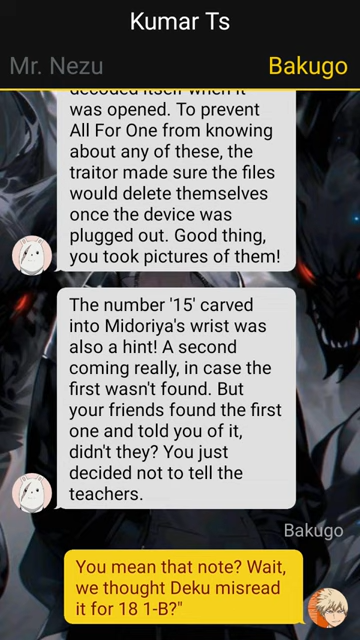 Kumar Ts
Mr. Nezu
Bakugo
decoded itself when it
was opened. To prevent
All For One from knowing
about any of these, the
traitor made sure the files
would delete themselves
once the device was
plugged out. Good thing,
you took pictures of them!
The number '15' carved
into Midoriya's wrist was
also a hint! A second
coming really, in case the
first wasn't found. But
your friends found the first
one and told you of it,
didn't they? You just
decided not to tell the
teachers.
Bakugo
You mean that note? Wait,
we thought Deku misread
it for 18 1-B?"